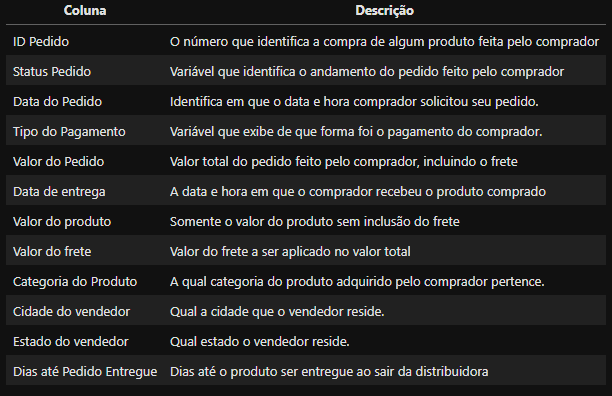 Coluna Descrição
ID Pedido O número que identifica a compra de algum produto feita pelo comprador
Status Pedido Variável que identifica o andamento do pedido feito pelo comprador
Data do Pedido Identifica em que o data e hora comprador solicitou seu pedido.
Tipo do Pagamento Variável que exibe de que forma foi o pagamento do comprador.
Valor do Pedido Valor total do pedido feito pelo comprador, incluindo o frete
Data de entrega A data e hora em que o comprador recebeu o produto comprado
Valor do produto Somente o valor do produto sem inclusão do frete
Valor do frete Valor do frete a ser aplicado no valor total
Categoria do Produto A qual categoria do produto adquirido pelo comprador pertence.
Cidade do vendedor Qual a cidade que o vendedor reside.
Estado do vendedor Qual estado o vendedor reside.
Dias até Pedido Entregue Dias até o produto ser entregue ao sair da distribuidora